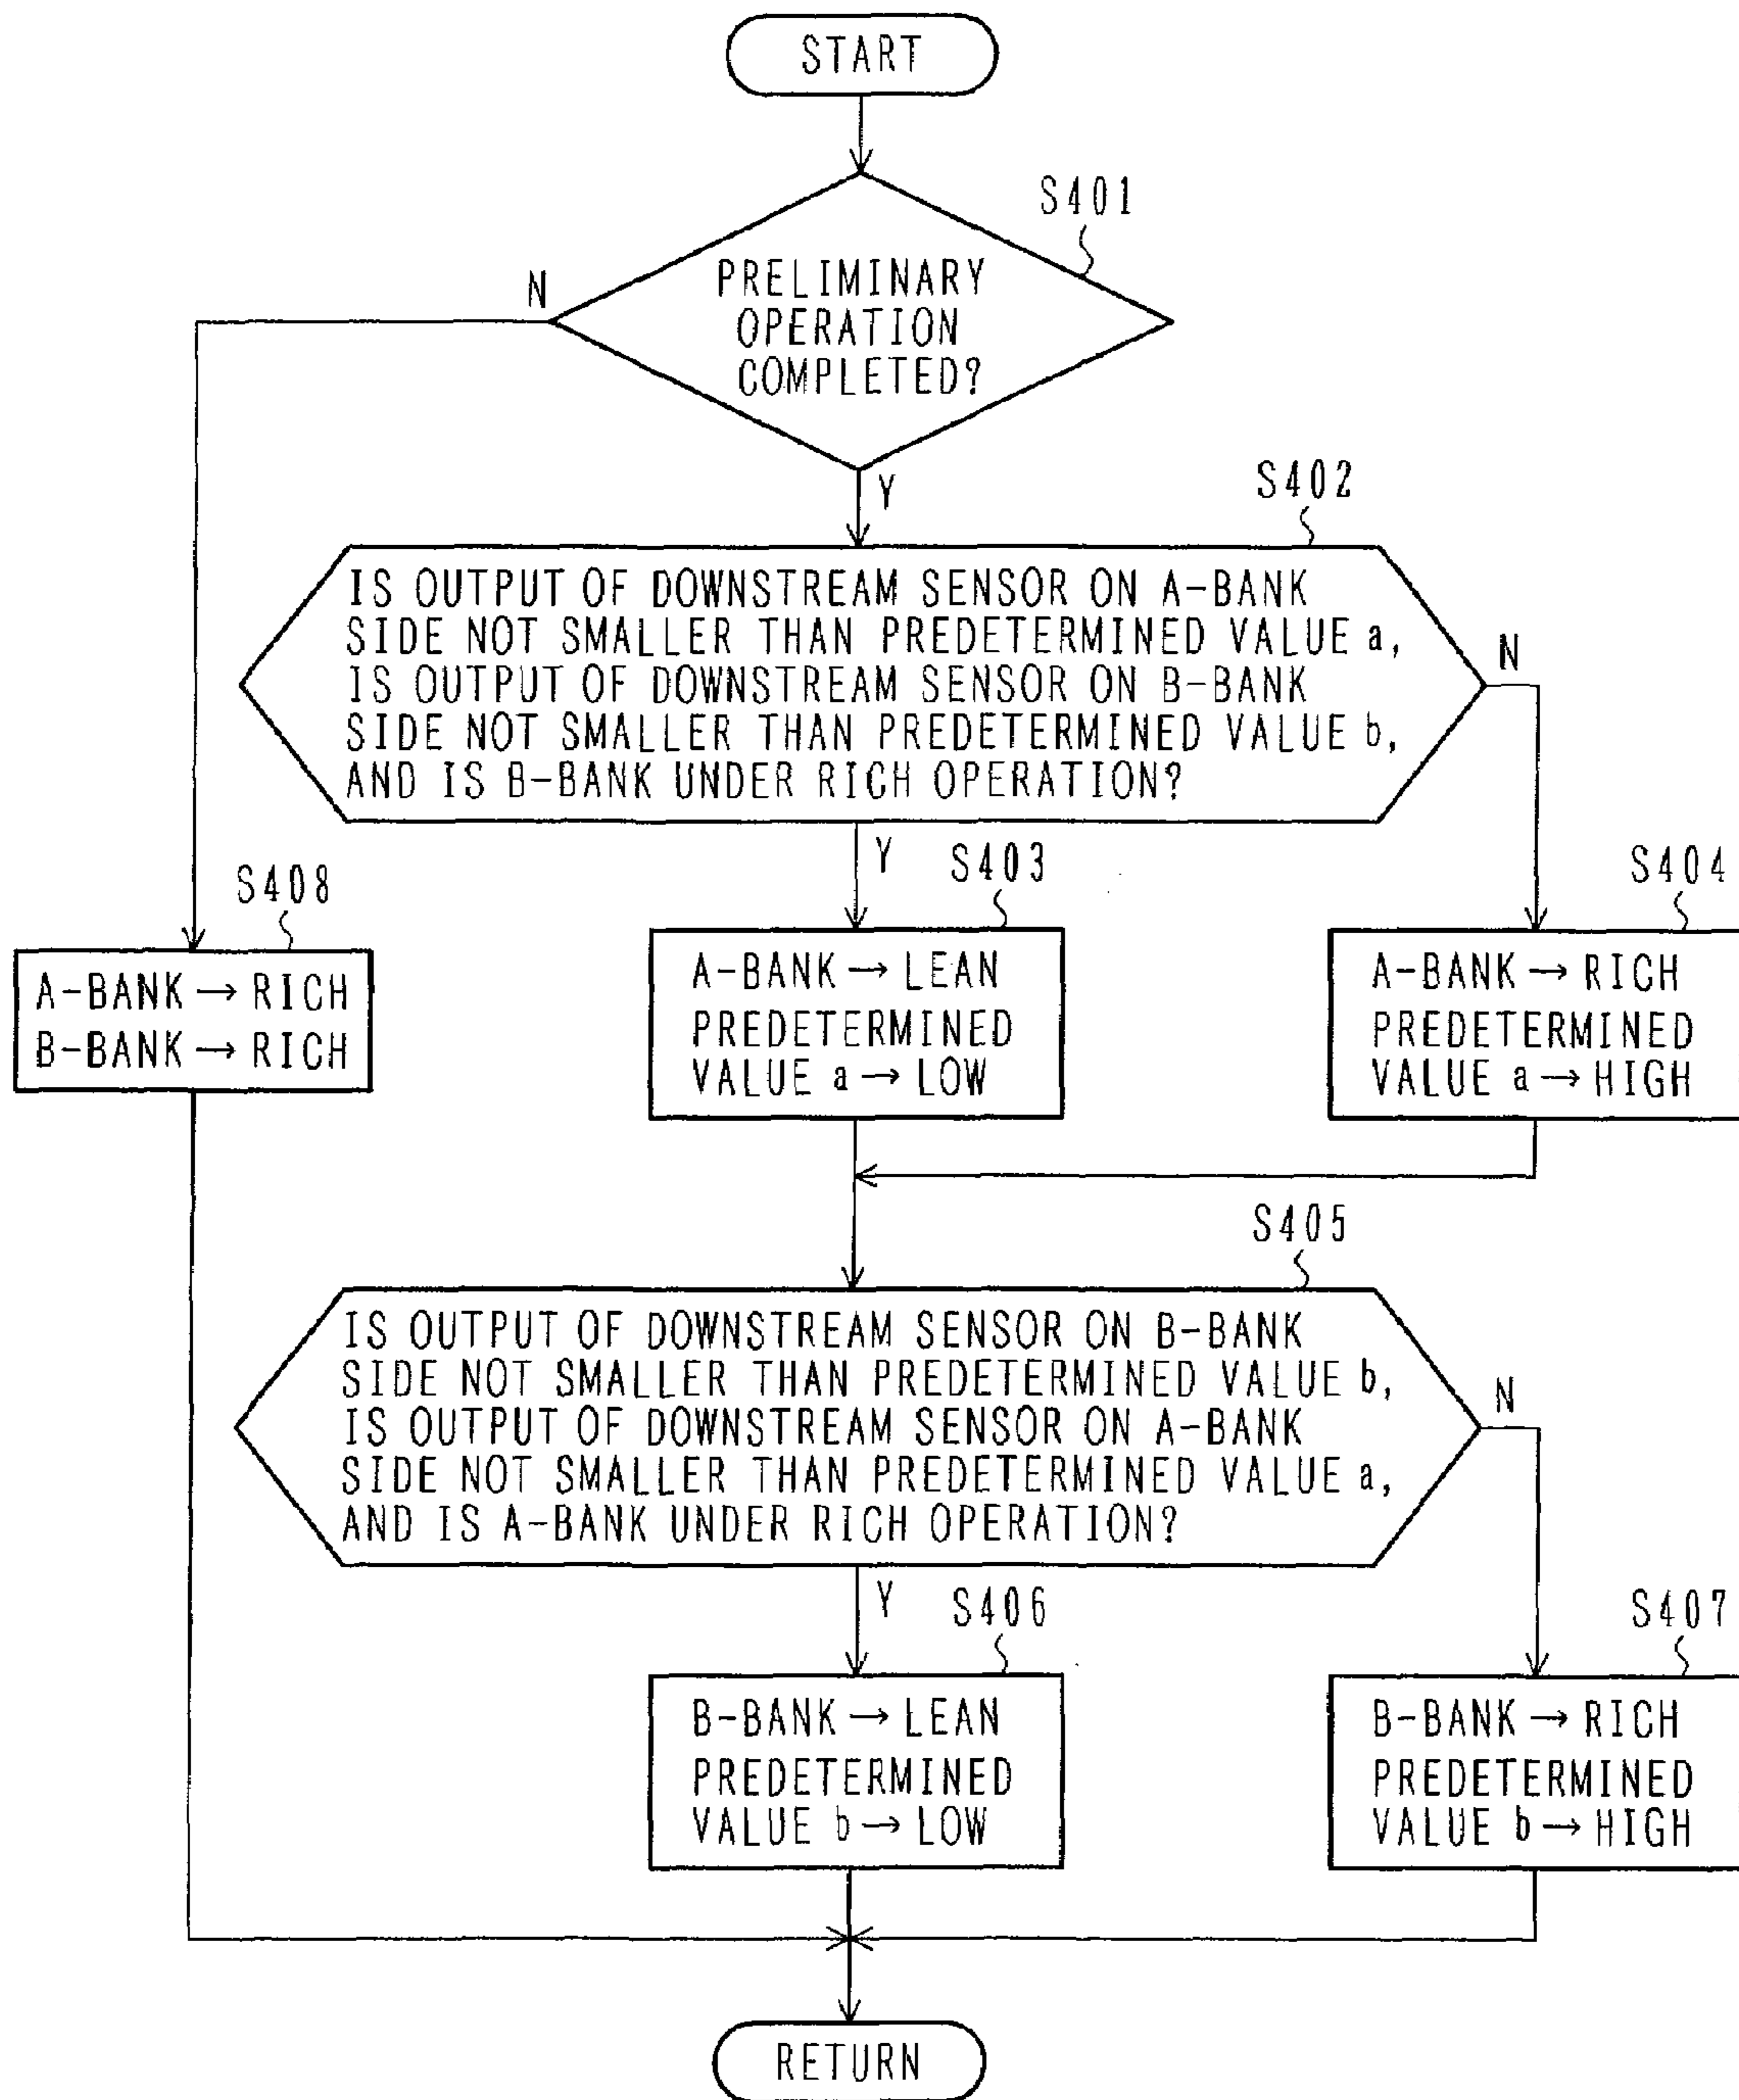 START
S401
N
PRELIMINARY
OPERATION
COMPLETED?
Y
S402
IS OUTPUT OF DOWNSTREAM SENSOR ON A-BANK
SIDE NOT SMALLER THAN PREDETERMINED VALUE a,
IS OUTPUT OF DOWNSTREAM SENSOR ON B-BANK
SIDE NOT SMALLER THAN PREDETERMINED VALUE b,
AND IS B-BANK UNDER RICH OPERATION?
N
Y
S408
A-BANK → RICH
B-BANK → RICH
S403
A-BANK → LEAN
PREDETERMINED
VALUE a → LOW
S404
A-BANK → RICH
PREDETERMINED
VALUE a → HIGH
S405
IS OUTPUT OF DOWNSTREAM SENSOR ON B-BANK
SIDE NOT SMALLER THAN PREDETERMINED VALUE b,
IS OUTPUT OF DOWNSTREAM SENSOR ON A-BANK
SIDE NOT SMALLER THAN PREDETERMINED VALUE a,
AND IS A-BANK UNDER RICH OPERATION?
N
Y
S406
B-BANK → LEAN
PREDETERMINED
VALUE b → LOW
S407
B-BANK → RICH
PREDETERMINED
VALUE b → HIGH
RETURN